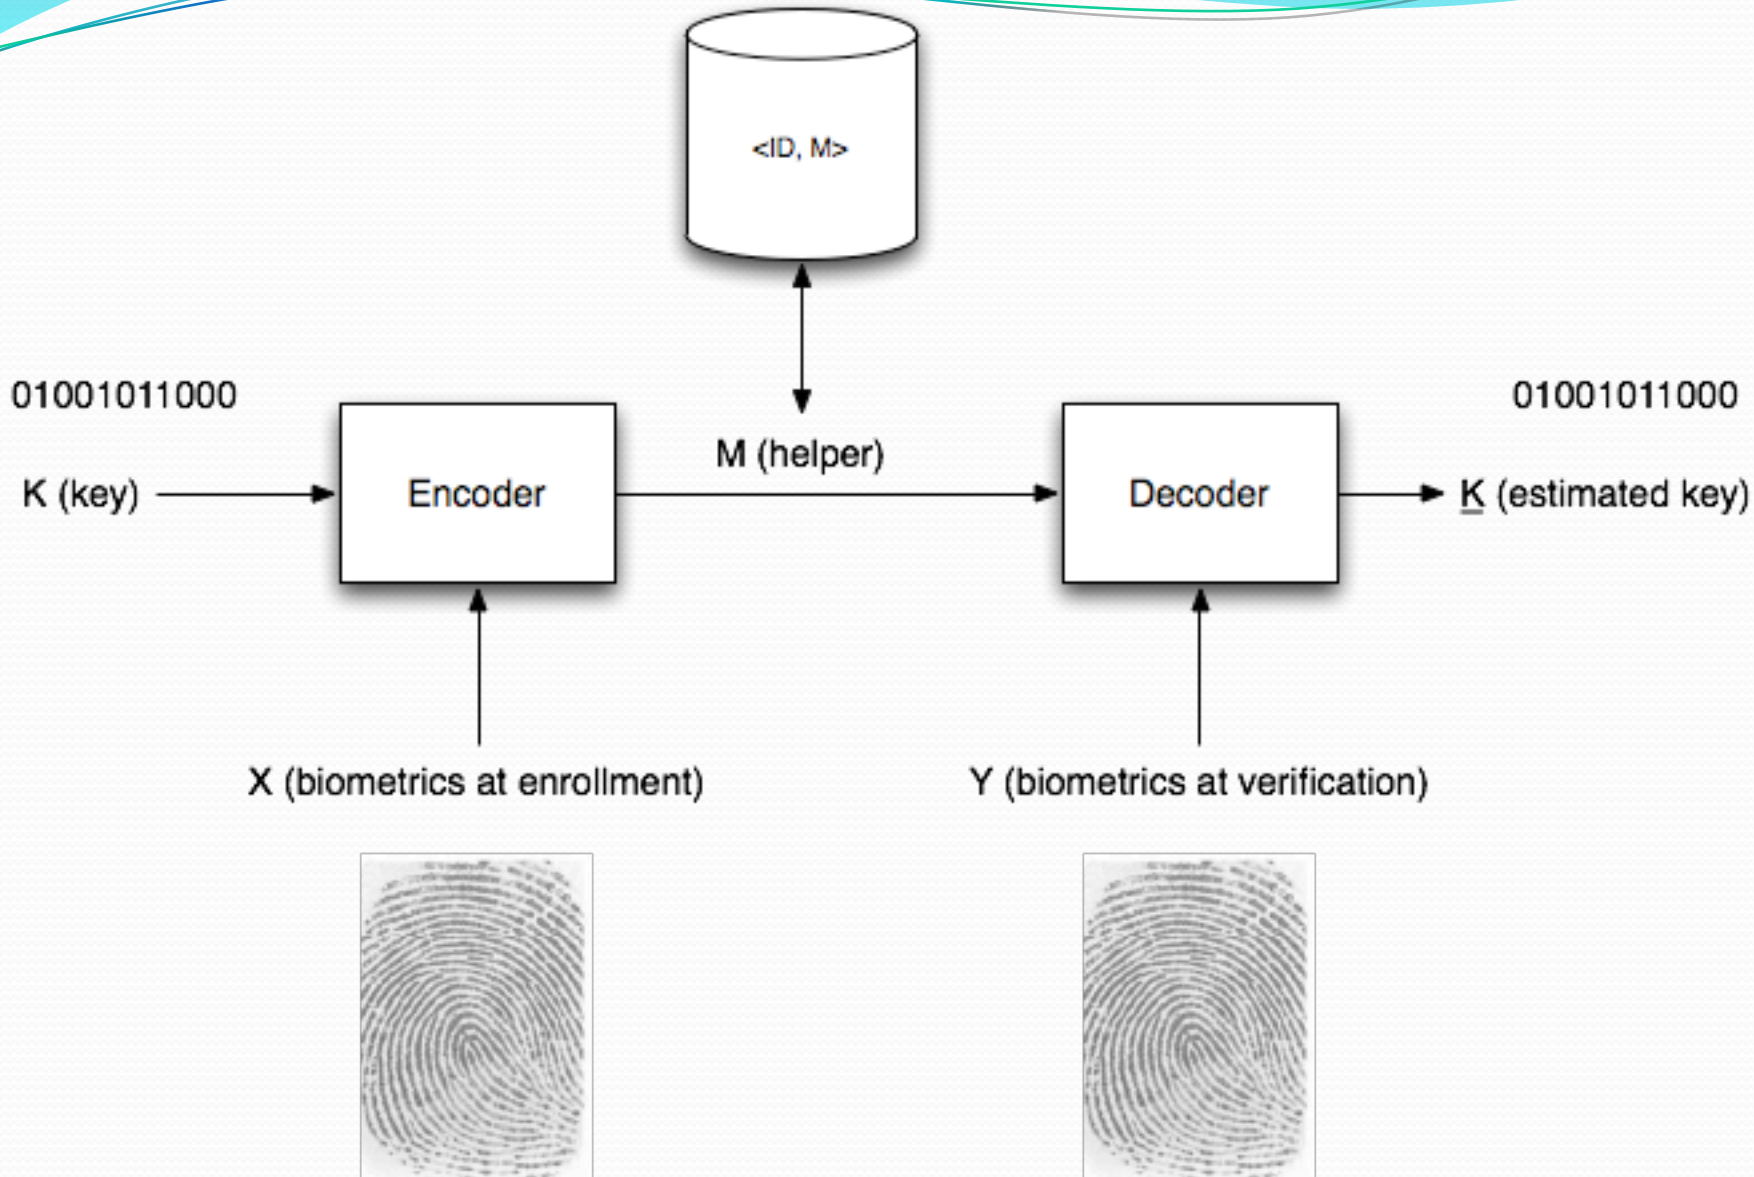 <ID, M>
01001011000
01001011000
M (helper)
K (key)
Encoder
Decoder
K (estimated key)
X (biometrics at enrollment)
Y (biometrics at verification)